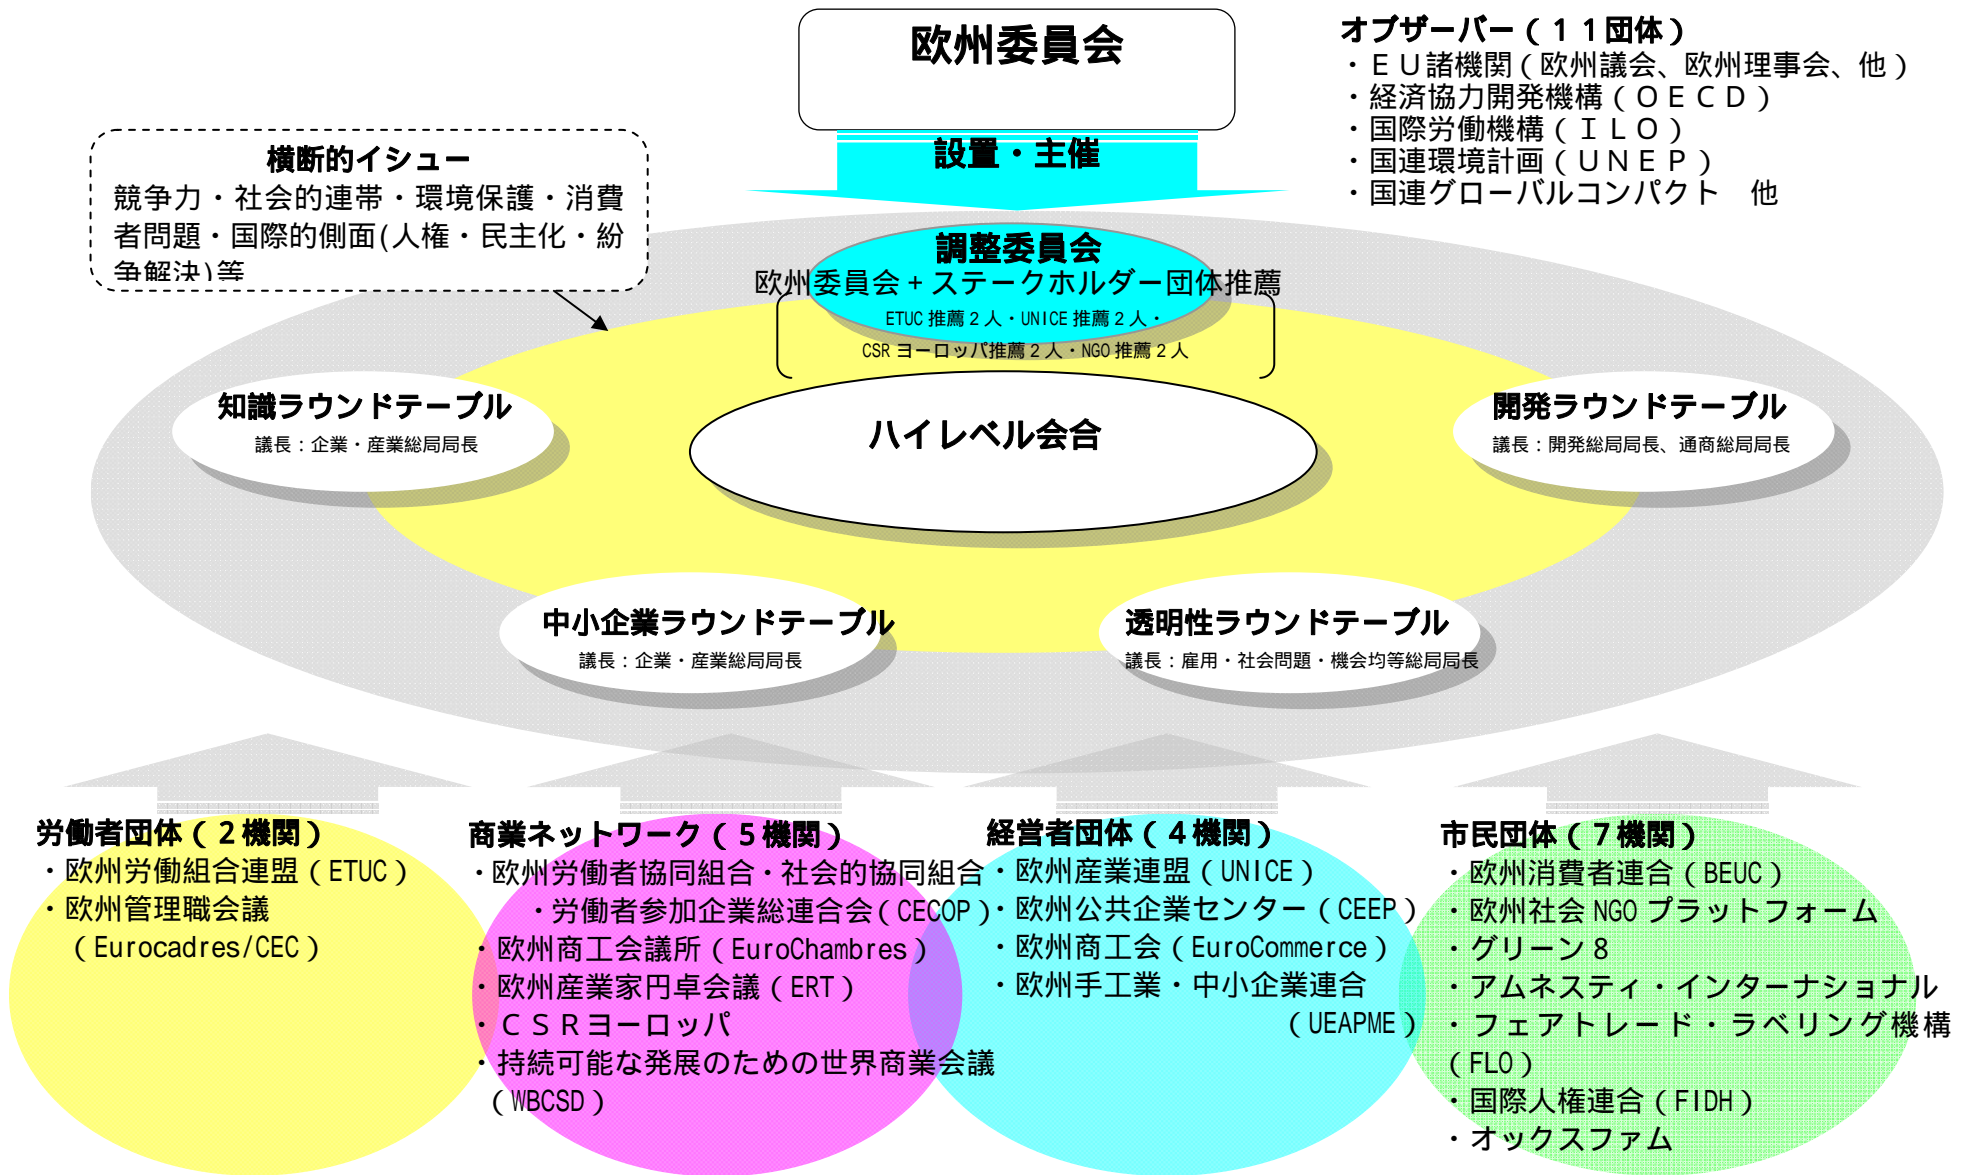 欧州委員会
設置・主催
オブザーバー（１１団体）
・ＥＵ諸機関（欧州議会、欧州理事会、他）
・経済協力開発機構（ＯＥＣＤ）
・国際労働機構（ＩＬＯ）
・国連環境計画（ＵＮＥＰ）
・国連グローバルコンパクト　他
横断的イシュー
競争力・社会的連帯・環境保護・消費
者問題・国際的側面(人権・民主化・紛
争解決)等
調整委員会
欧州委員会＋ステークホルダー団体推薦
ETUC 推薦２人・UNICE 推薦２人・
CSR ヨーロッパ推薦２人・NGO 推薦２人
知識ラウンドテーブル
議長：企業・産業総局局長
ハイレベル会合
開発ラウンドテーブル
議長：開発総局局長、通商総局局長
中小企業ラウンドテーブル
議長：企業・産業総局局長
透明性ラウンドテーブル
議長：雇用・社会問題・機会均等総局局長
労働者団体（２機関）
・欧州労働組合連盟（ETUC）
・欧州管理職会議
（Eurocadres/CEC）
商業ネットワーク（５機関）
・欧州労働者協同組合・社会的協同組合
・労働者参加企業総連合会（CECOP）
・欧州商工会議所（EuroChambres）
・欧州産業家円卓会議（ERT）
・ＣＳＲヨーロッパ
・持続可能な発展のための世界商業会議
（WBCSD）
経営者団体（４機関）
・欧州産業連盟（UNICE）
・欧州公共企業センター（CEEP）
・欧州商工会（EuroCommerce）
・欧州手工業・中小企業連合
（UEAPME）
市民団体（７機関）
・欧州消費者連合（BEUC）
・欧州社会 NGO プラットフォーム
・グリーン８
・アムネスティ・インターナショナル
・フェアトレード・ラベリング機構
（FLO）
・国際人権連合（FIDH）
・オックスファム